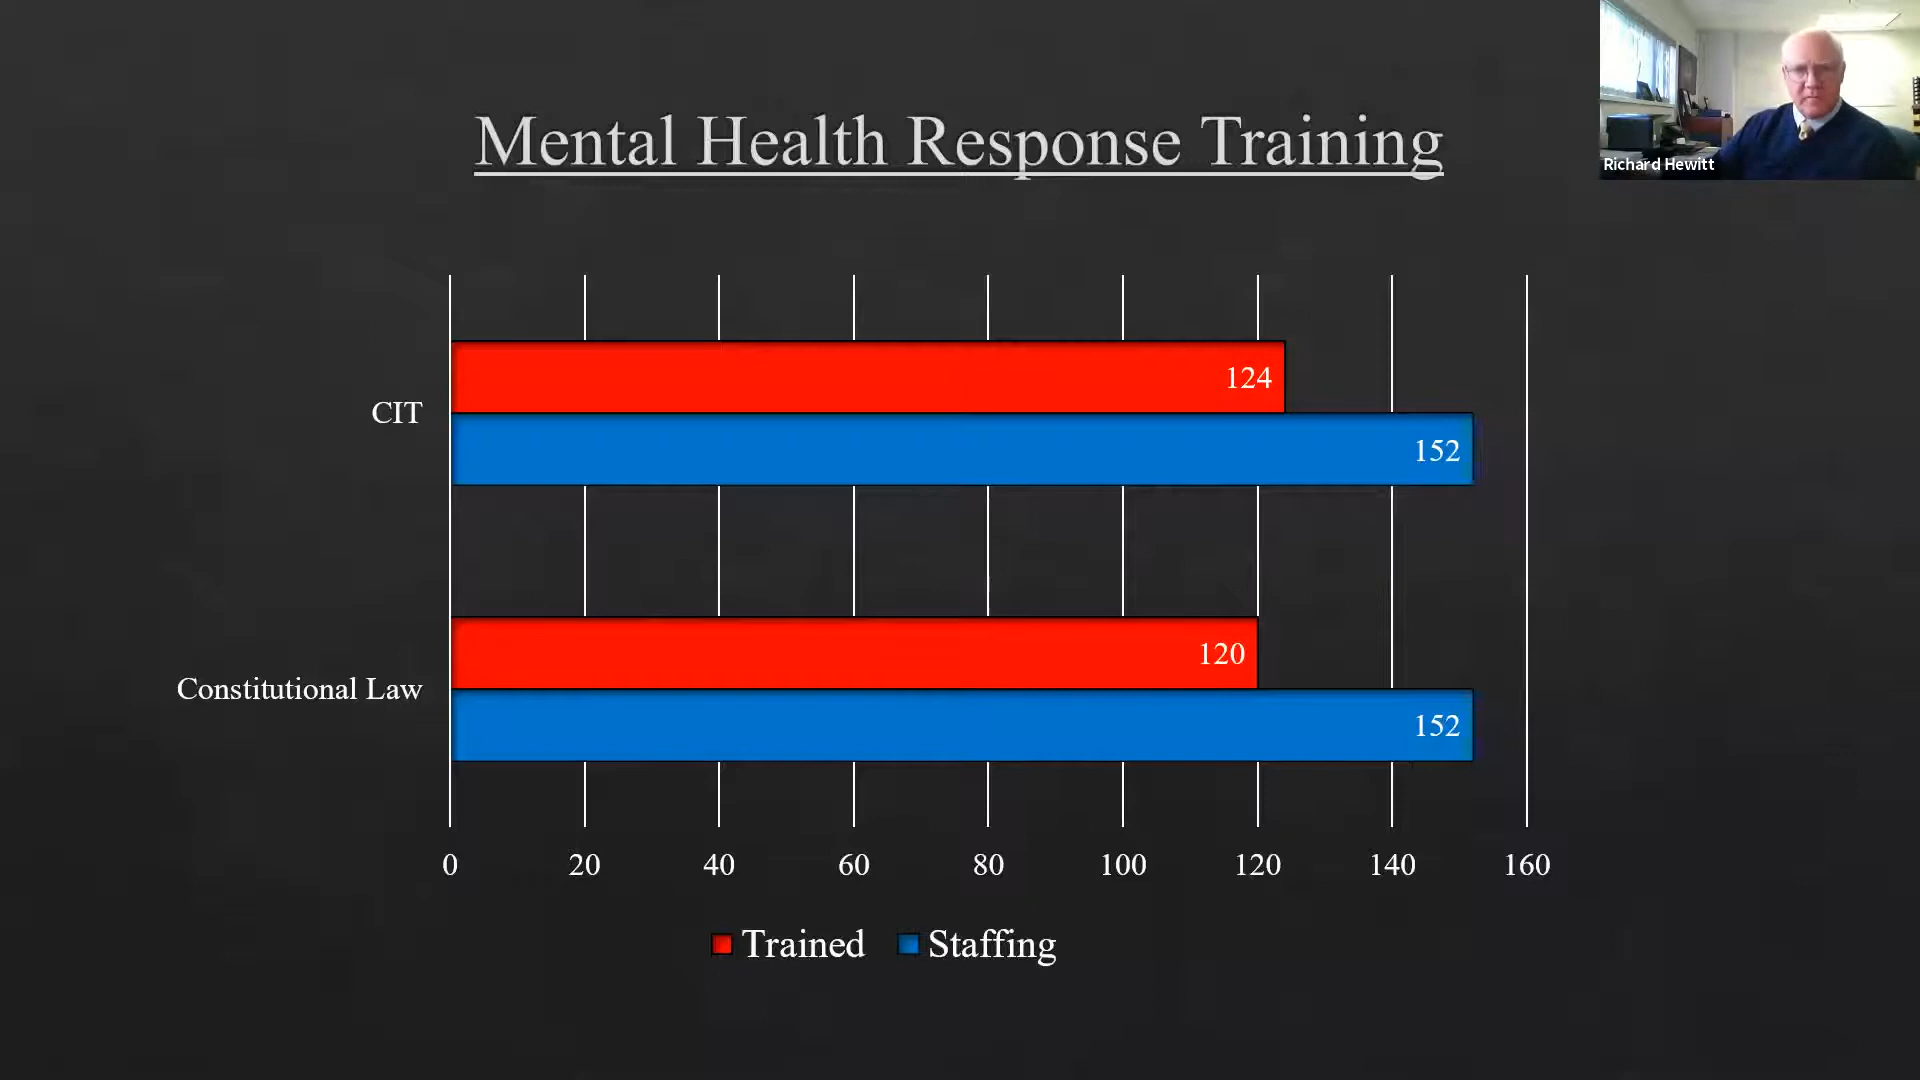 Mental Health Response Training
Richard Hewitt
CIT
124
152
Constitutional Law
120
152
0 20 40 60 80 100 120 140 160
Trained Staffing